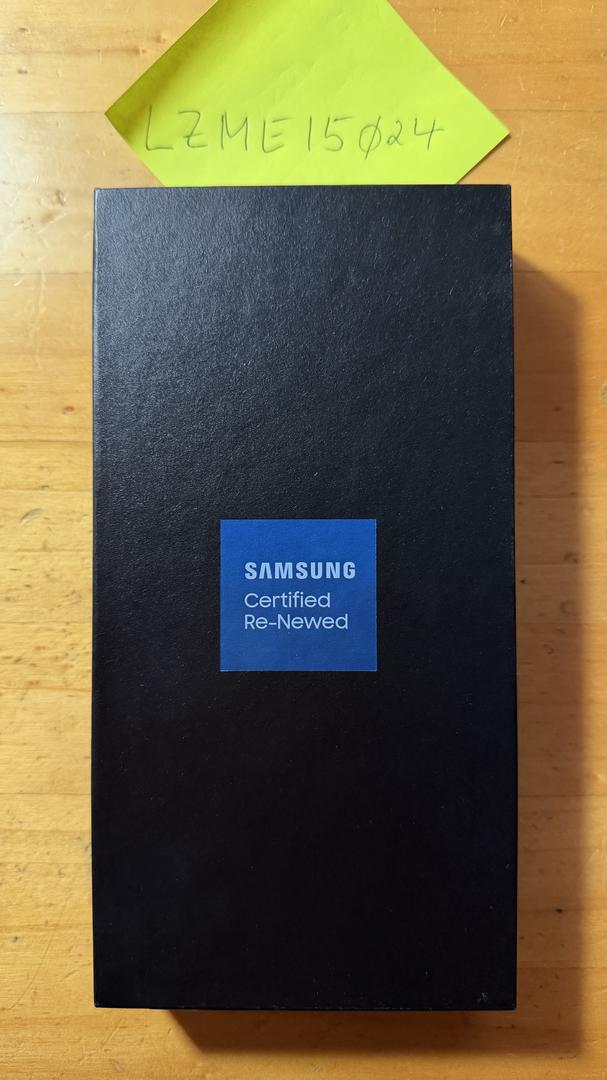 LZME15Ø24
SAMSUNG
Certified
Re-Newed